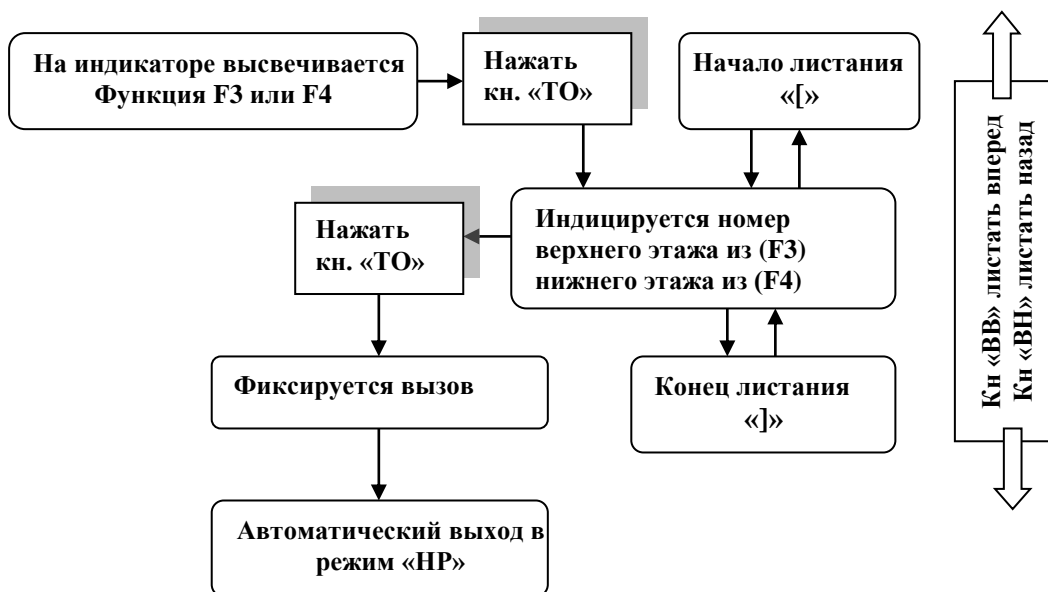 На индикаторе высвечивается
Функция F3 или F4
Нажать
кн. «ТО»
Начало листания
«[»
Нажать
кн. «ТО»
Индицируется номер
верхнего этажа из (F3)
нижнего этажа из (F4)
Фиксируется вызов
Конец листания
«]»
Автоматический выход в
режим «НР»
Кн «ВВ» листать вперед
Кн «ВН» листать назад